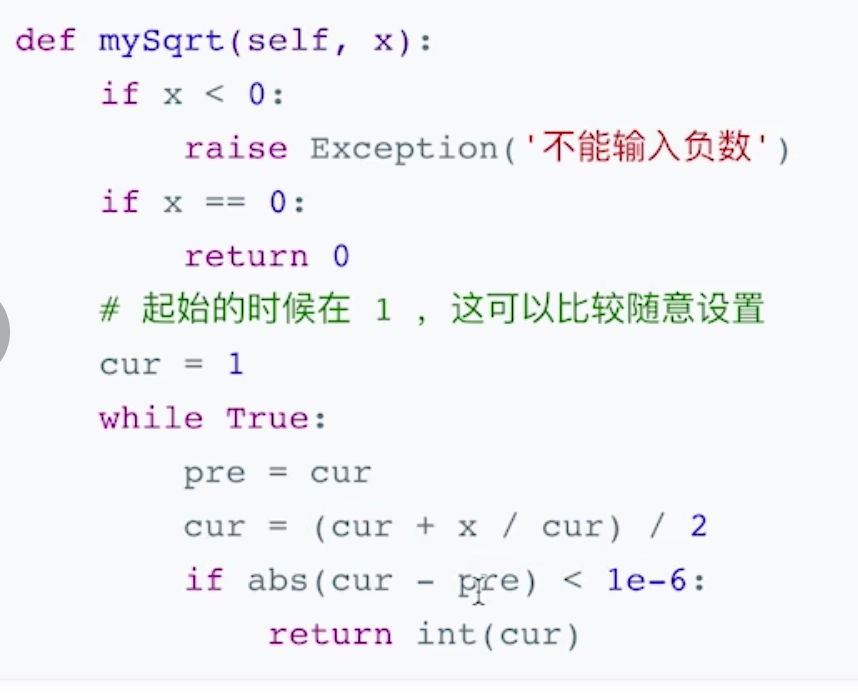 def mySqrt(self, x):
    if x < 0:
        raise Exception('不能输入负数')
    if x == 0:
        return 0
    # 起始的时候在 1 ，这可以比较随意设置
    cur = 1
    while True:
        pre = cur
        cur = (cur + x / cur) / 2
        if abs(cur - pre) < 1e-6:
            return int(cur)